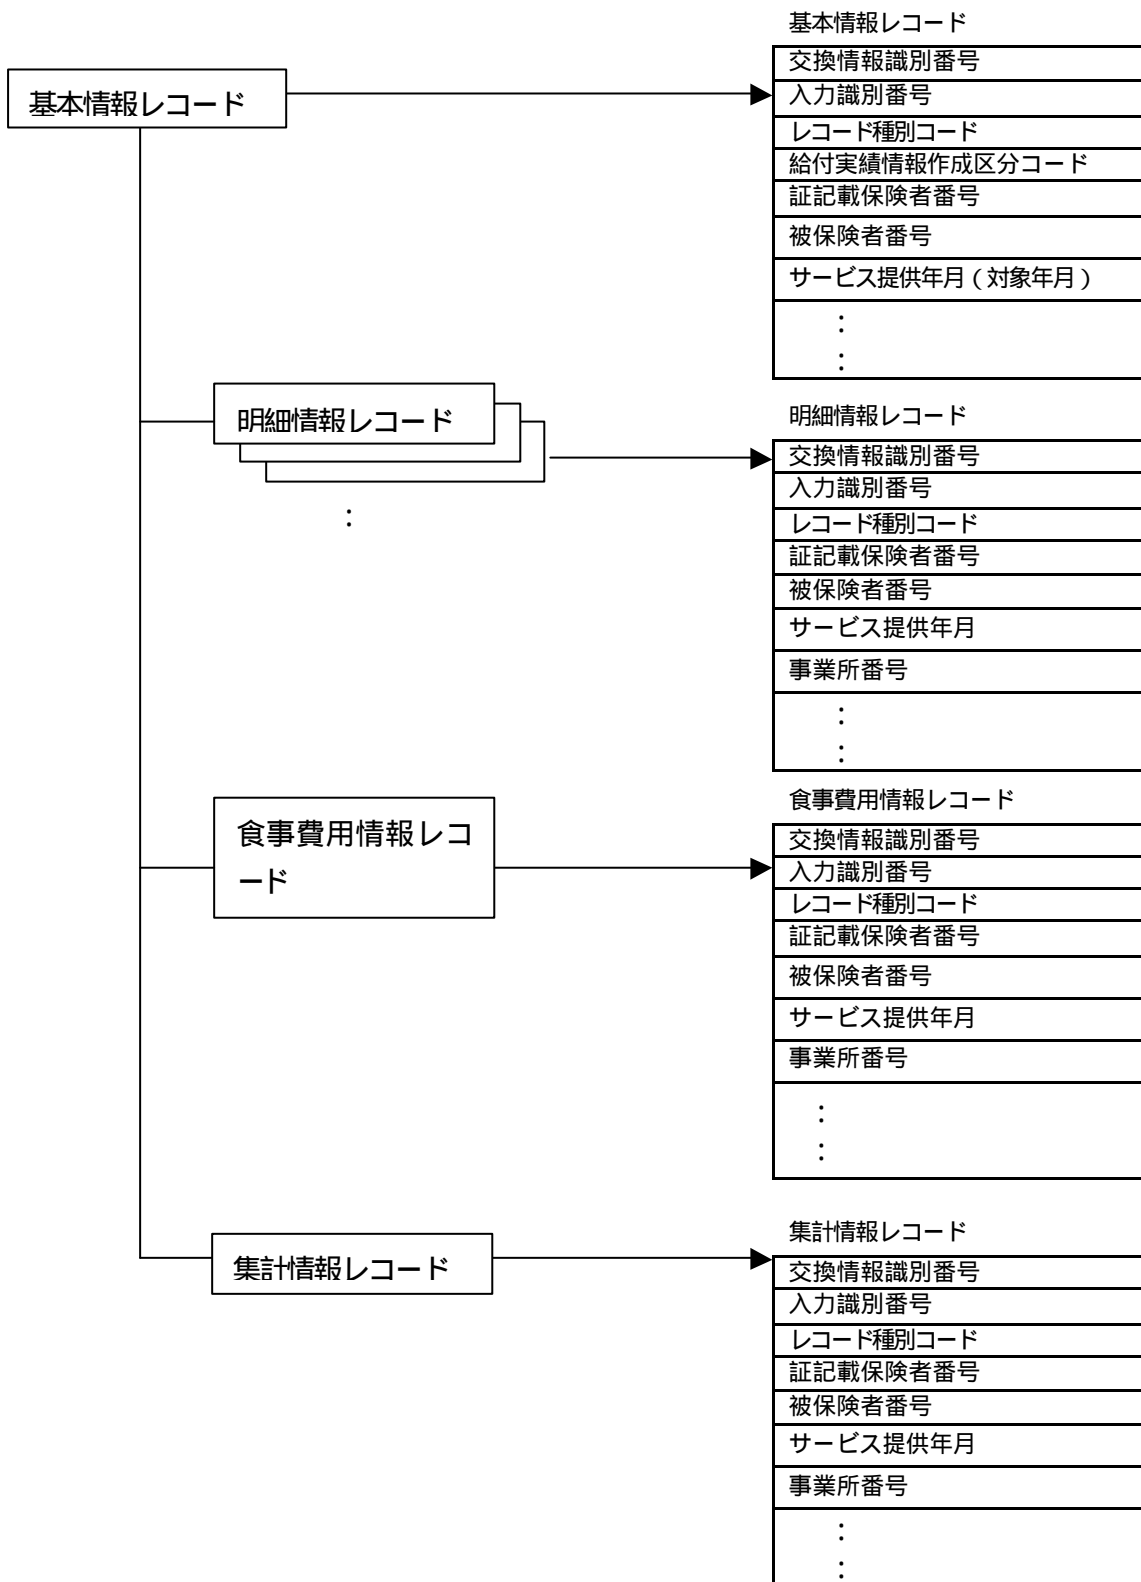 基本情報レコード
基本情報レコード
交換情報識別番号
入力識別番号
レコード種別コード
給付実績情報作成区分コード
証記載保険者番号
被保険者番号
サービス提供年月(対象年月)
:
:
明細情報レコード
:
明細情報レコード
交換情報識別番号
入力識別番号
レコード種別コード
証記載保険者番号
被保険者番号
サービス提供年月
事業所番号
:
:
食事費用情報レコ
ード
食事費用情報レコード
交換情報識別番号
入力識別番号
レコード種別コード
証記載保険者番号
被保険者番号
サービス提供年月
事業所番号
:
:
集計情報レコード
集計情報レコード
交換情報識別番号
入力識別番号
レコード種別コード
証記載保険者番号
被保険者番号
サービス提供年月
事業所番号
:
: